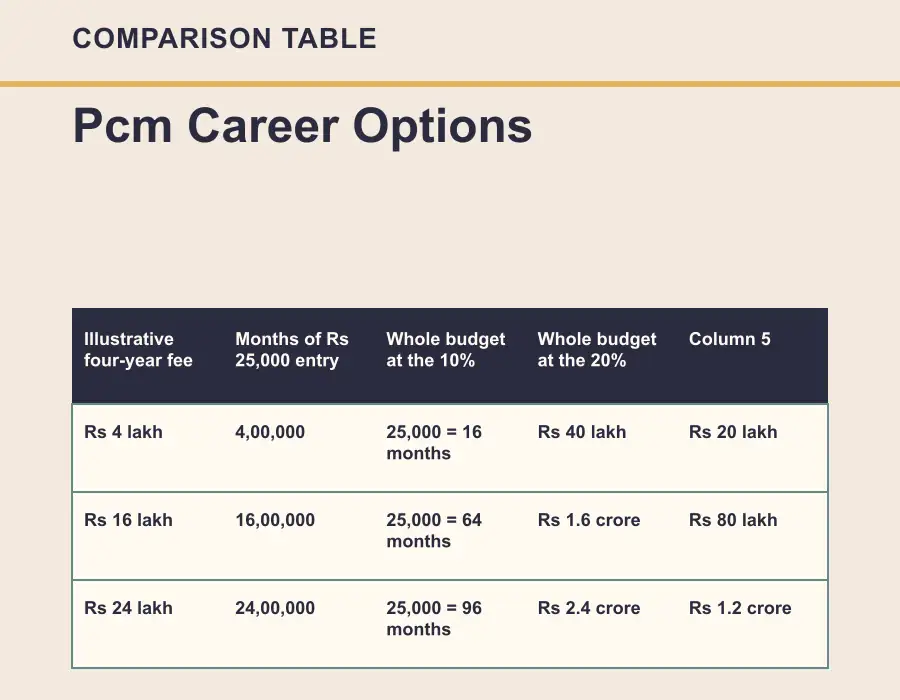 COMPARISON TABLE
Pcm Career Options
Illustrative four-year fee
Months of Rs 25,000 entry
Whole budget at the 10%
Whole budget at the 20%
Column 5
Rs 4 lakh
4,00,000
25,000 = 16 months
Rs 40 lakh
Rs 20 lakh
Rs 16 lakh
16,00,000
25,000 = 64 months
Rs 1.6 crore
Rs 80 lakh
Rs 24 lakh
24,00,000
25,000 = 96 months
Rs 2.4 crore
Rs 1.2 crore